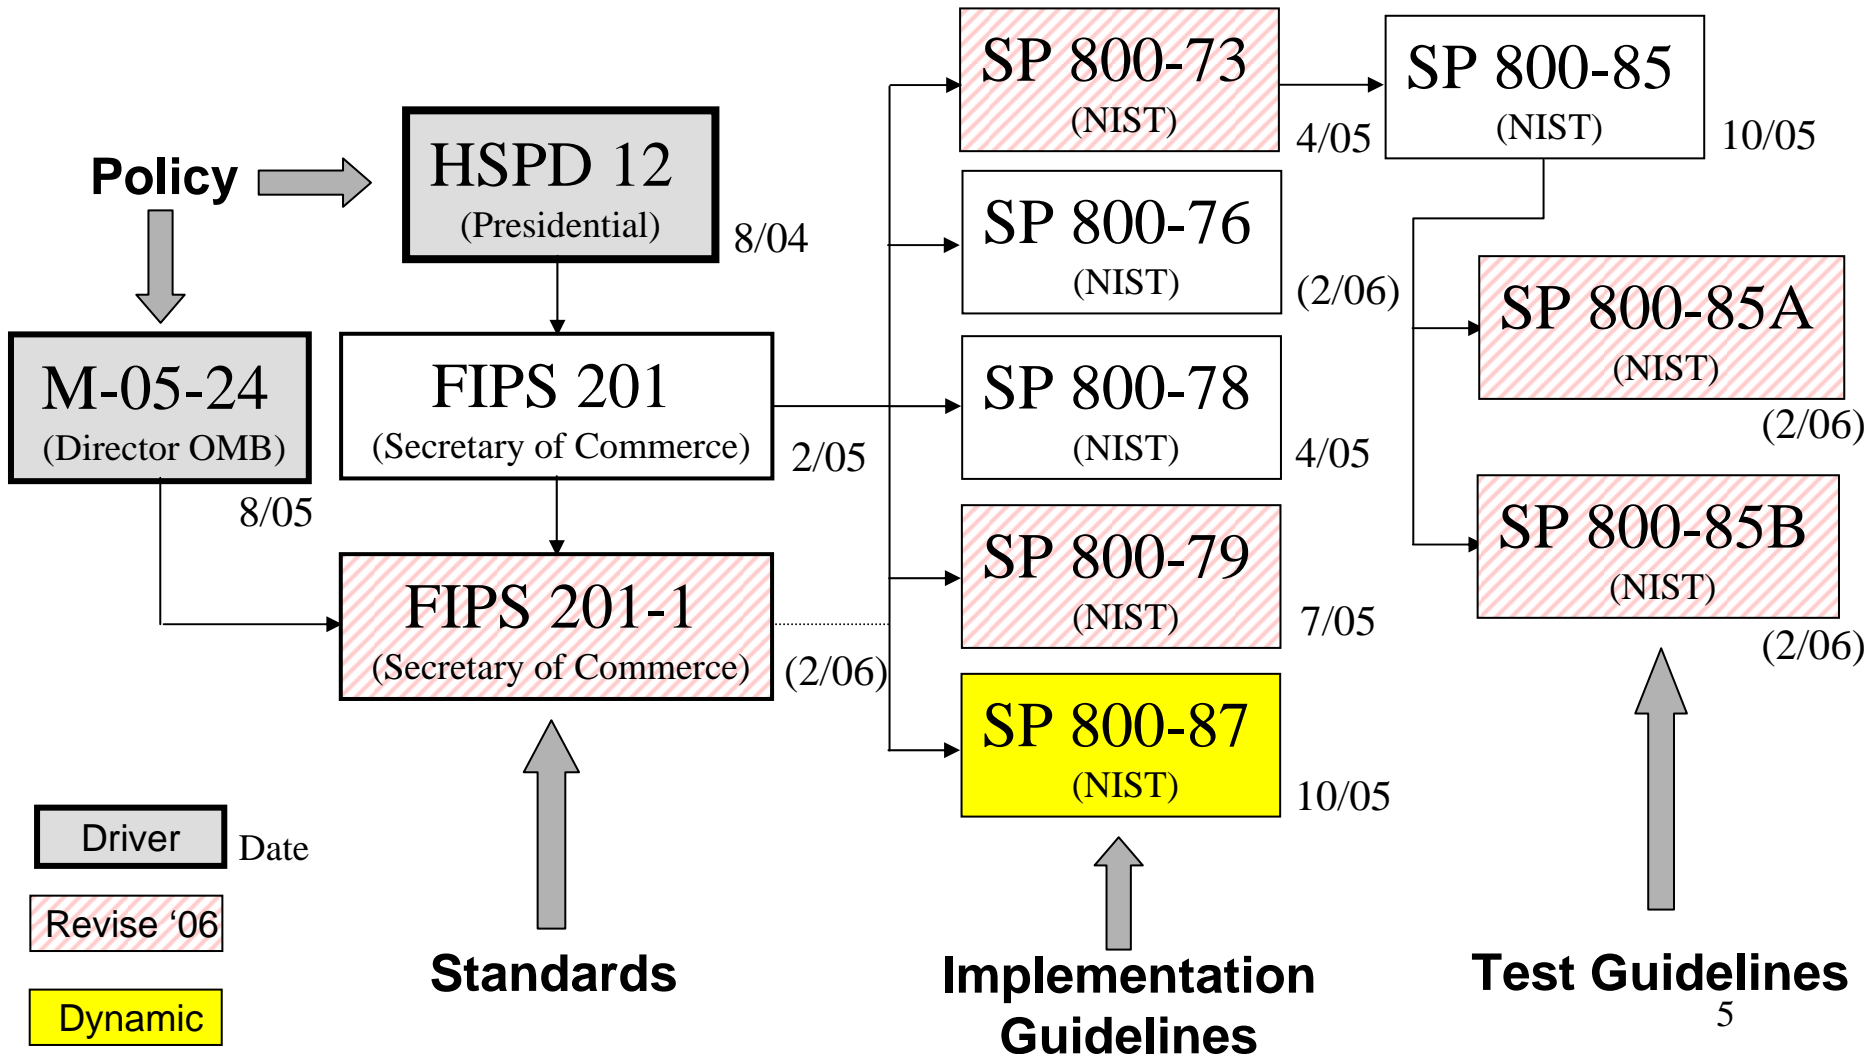 Policy
HSPD 12
(Presidential)
8/04
M-05-24
(Director OMB)
8/05
FIPS 201
(Secretary of Commerce)
2/05
FIPS 201-1
(Secretary of Commerce)
(2/06)
Standards
SP 800-73
(NIST)
4/05
SP 800-76
(NIST)
(2/06)
SP 800-78
(NIST)
4/05
SP 800-79
(NIST)
7/05
SP 800-87
(NIST)
10/05
Implementation
Guidelines
SP 800-85
(NIST)
10/05
SP 800-85A
(NIST)
(2/06)
SP 800-85B
(NIST)
(2/06)
Test Guidelines
Driver
Date
Revise ‘06
Dynamic
5